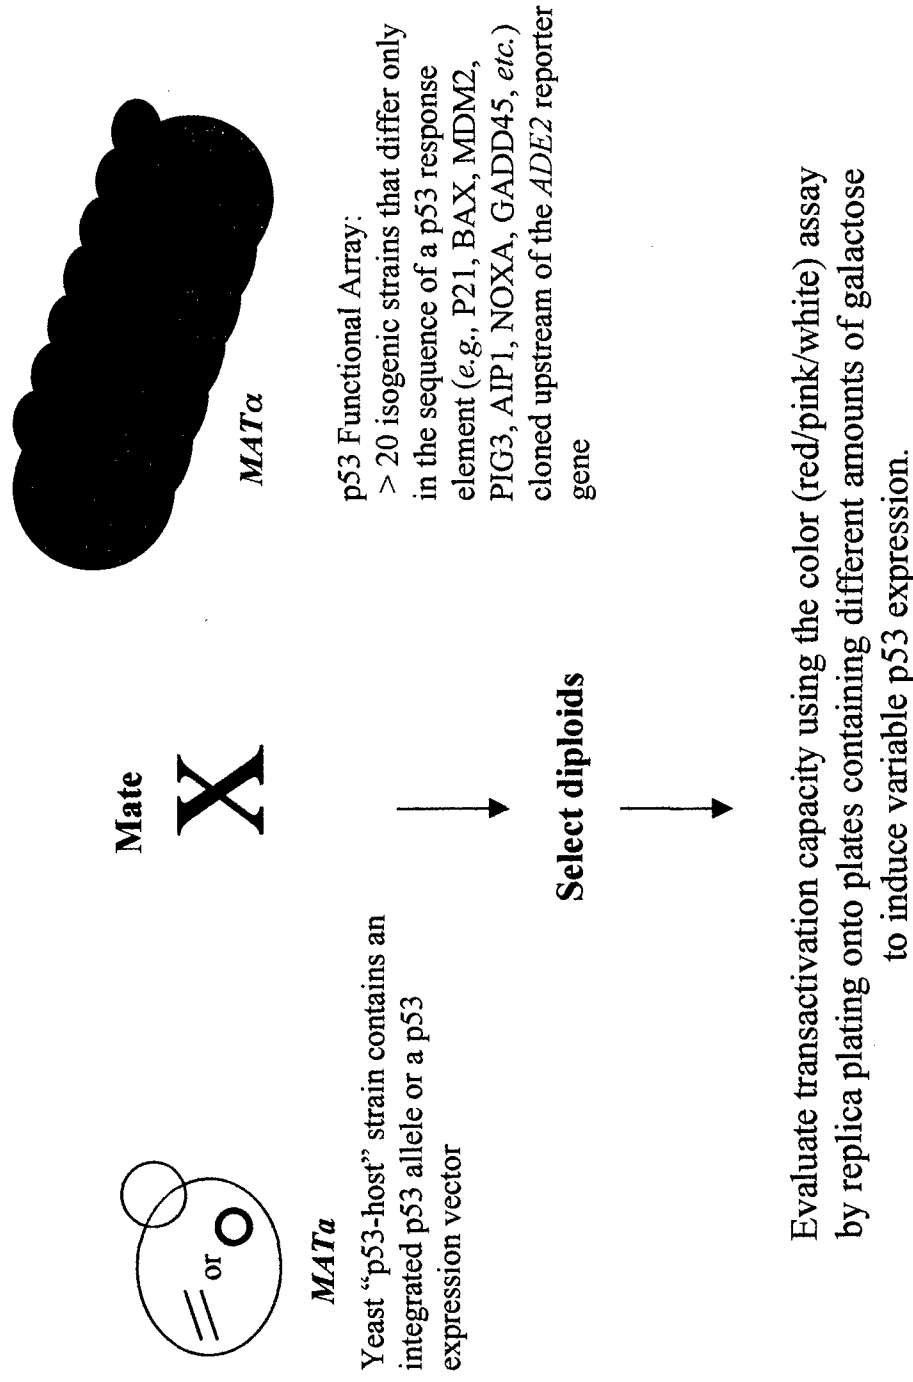 or
MATa
Yeast “p53-host” strain contains an
integrated p53 allele or a p53
expression vector
Mate
X
Select diploids
MATα
p53 Functional Array:
> 20 isogenic strains that differ only
in the sequence of a p53 response
element (e.g., P21, BAX, MDM2,
PIG3, AIP1, NOXA, GADD45, etc.)
cloned upstream of the ADE2 reporter
gene
Evaluate transactivation capacity using the color (red/pink/white) assay
by replica plating onto plates containing different amounts of galactose
to induce variable p53 expression.